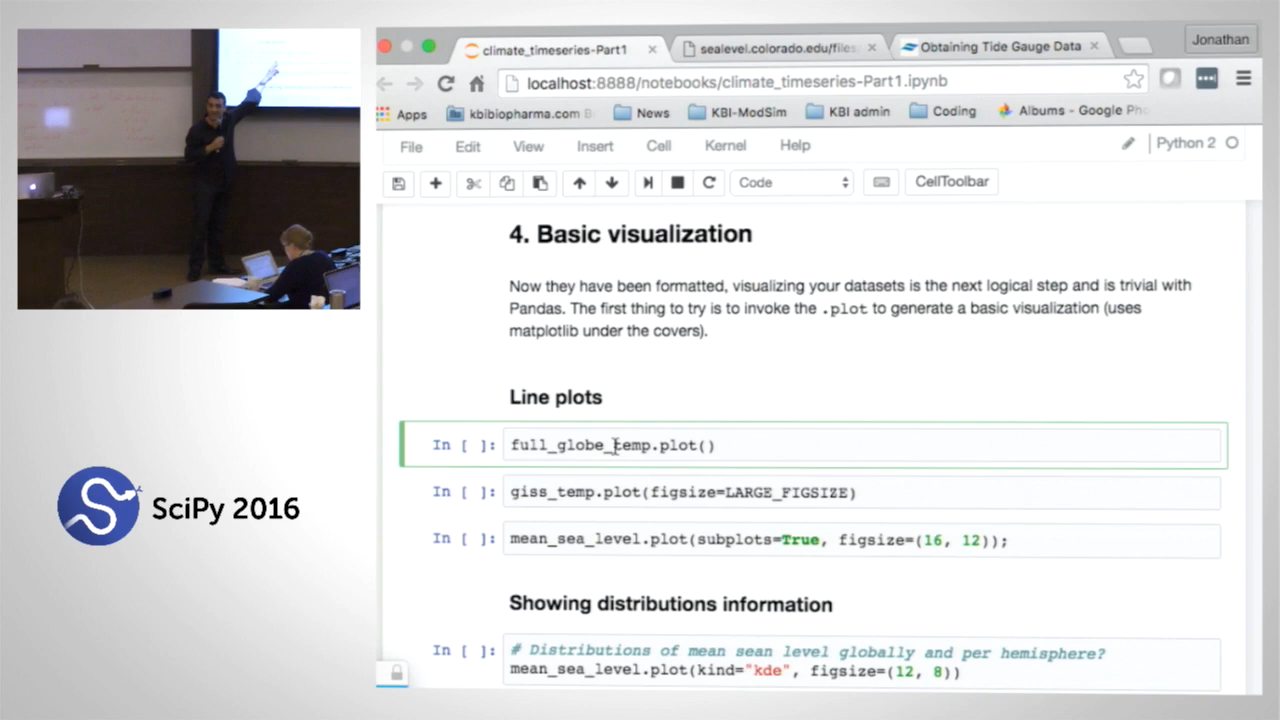 climate_timeseries-Part1
sealevel.colorado.edu/files
Obtaining Tide Gauge Data
Jonathan
localhost:8888/notebooks/climate_timeseries-Part1.ipynb
Apps
kbibiopharma.com
News
KBI-ModSim
KBI admin
Coding
Albums - Google Pho
File Edit View Insert Cell Kernel Help
Python 2
Code
CellToolbar
4. Basic visualization
Now they have been formatted, visualizing your datasets is the next logical step and is trivial with
Pandas. The first thing to try is to invoke the .plot to generate a basic visualization (uses
matplotlib under the covers).
Line plots
In [ ]: full_globe_temp.plot()
In [ ]: giss_temp.plot(figsize=LARGE_FIGSIZE)
In [ ]: mean_sea_level.plot(subplots=True, figsize=(16, 12));
Showing distributions information
In [ ]: # Distributions of mean sean level globally and per hemisphere?
mean_sea_level.plot(kind="kde", figsize=(12, 8))
SciPy 2016